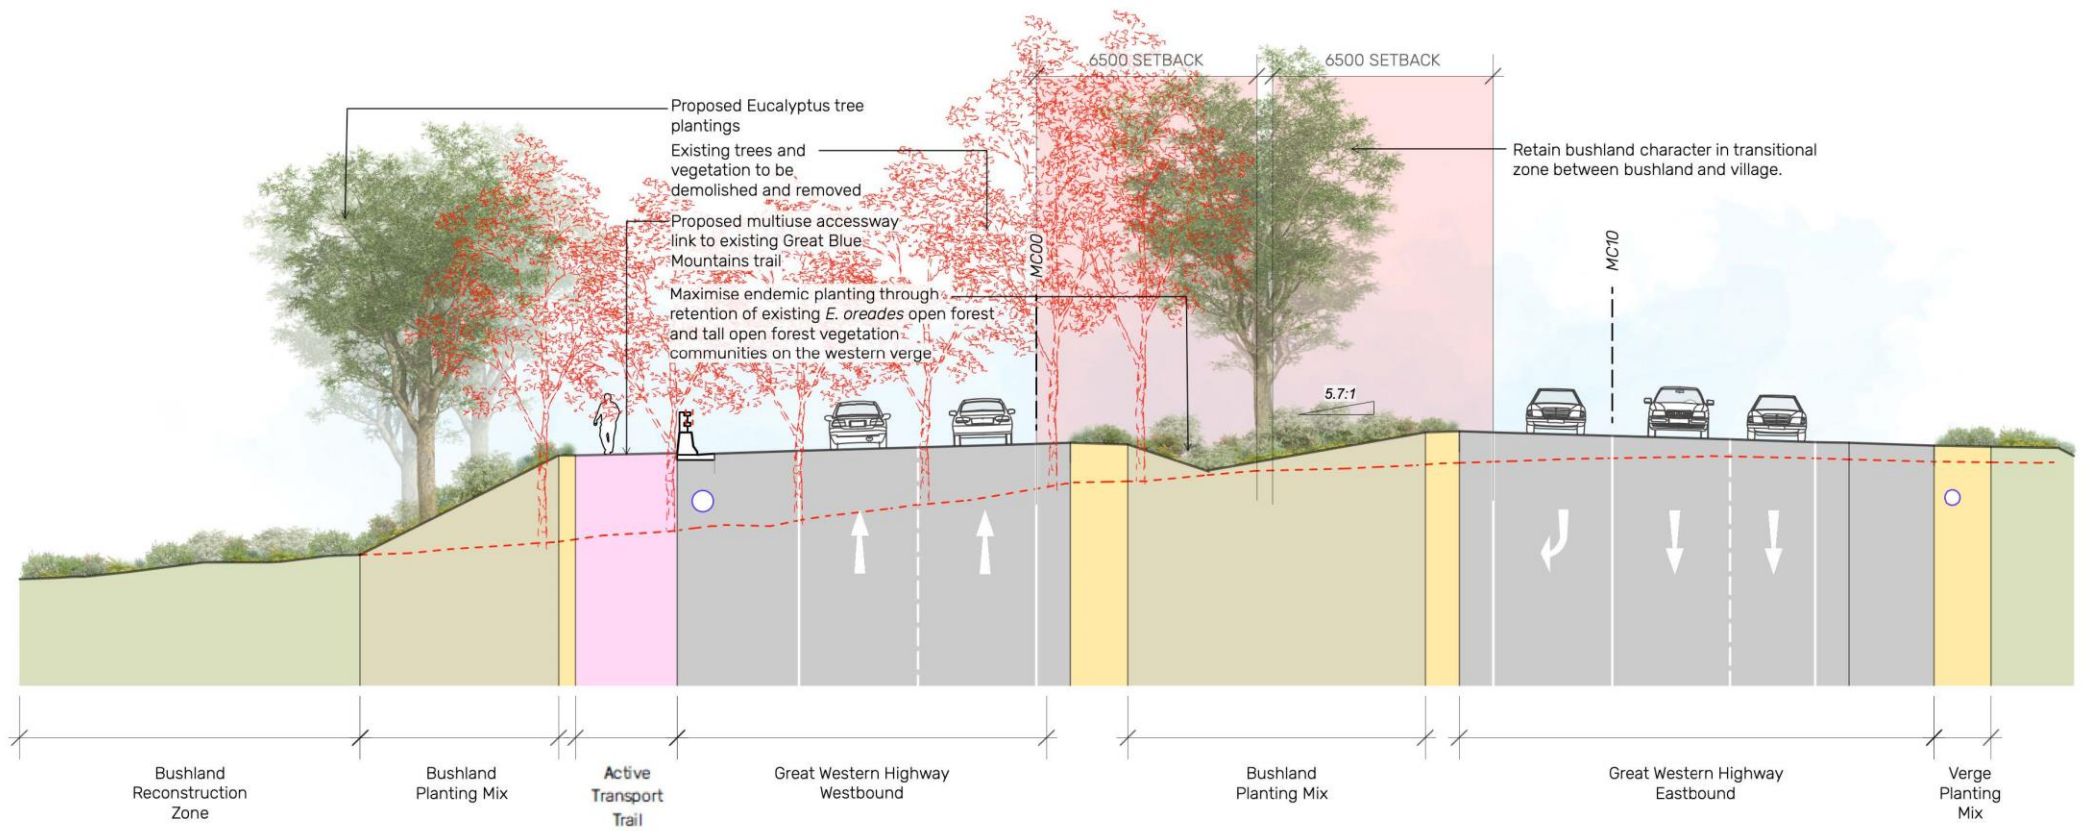 6500 SETBACK
6500 SETBACK
Proposed Eucalyptus tree
plantings
Existing trees and
vegetation to be
demolished and removed
Proposed multiuse accessway
link to existing Great Blue
Mountains trail
Maximise endemic planting through
retention of existing E. oreades open forest
and tall open forest vegetation
communities on the western verge
Retain bushland character in transitional
zone between bushland and village.
MC00
MC10
5.7:1
Bushland
Reconstruction
Zone
Bushland
Planting Mix
Active
Transport
Trail
Great Western Highway
Westbound
Bushland
Planting Mix
Great Western Highway
Eastbound
Verge
Planting
Mix